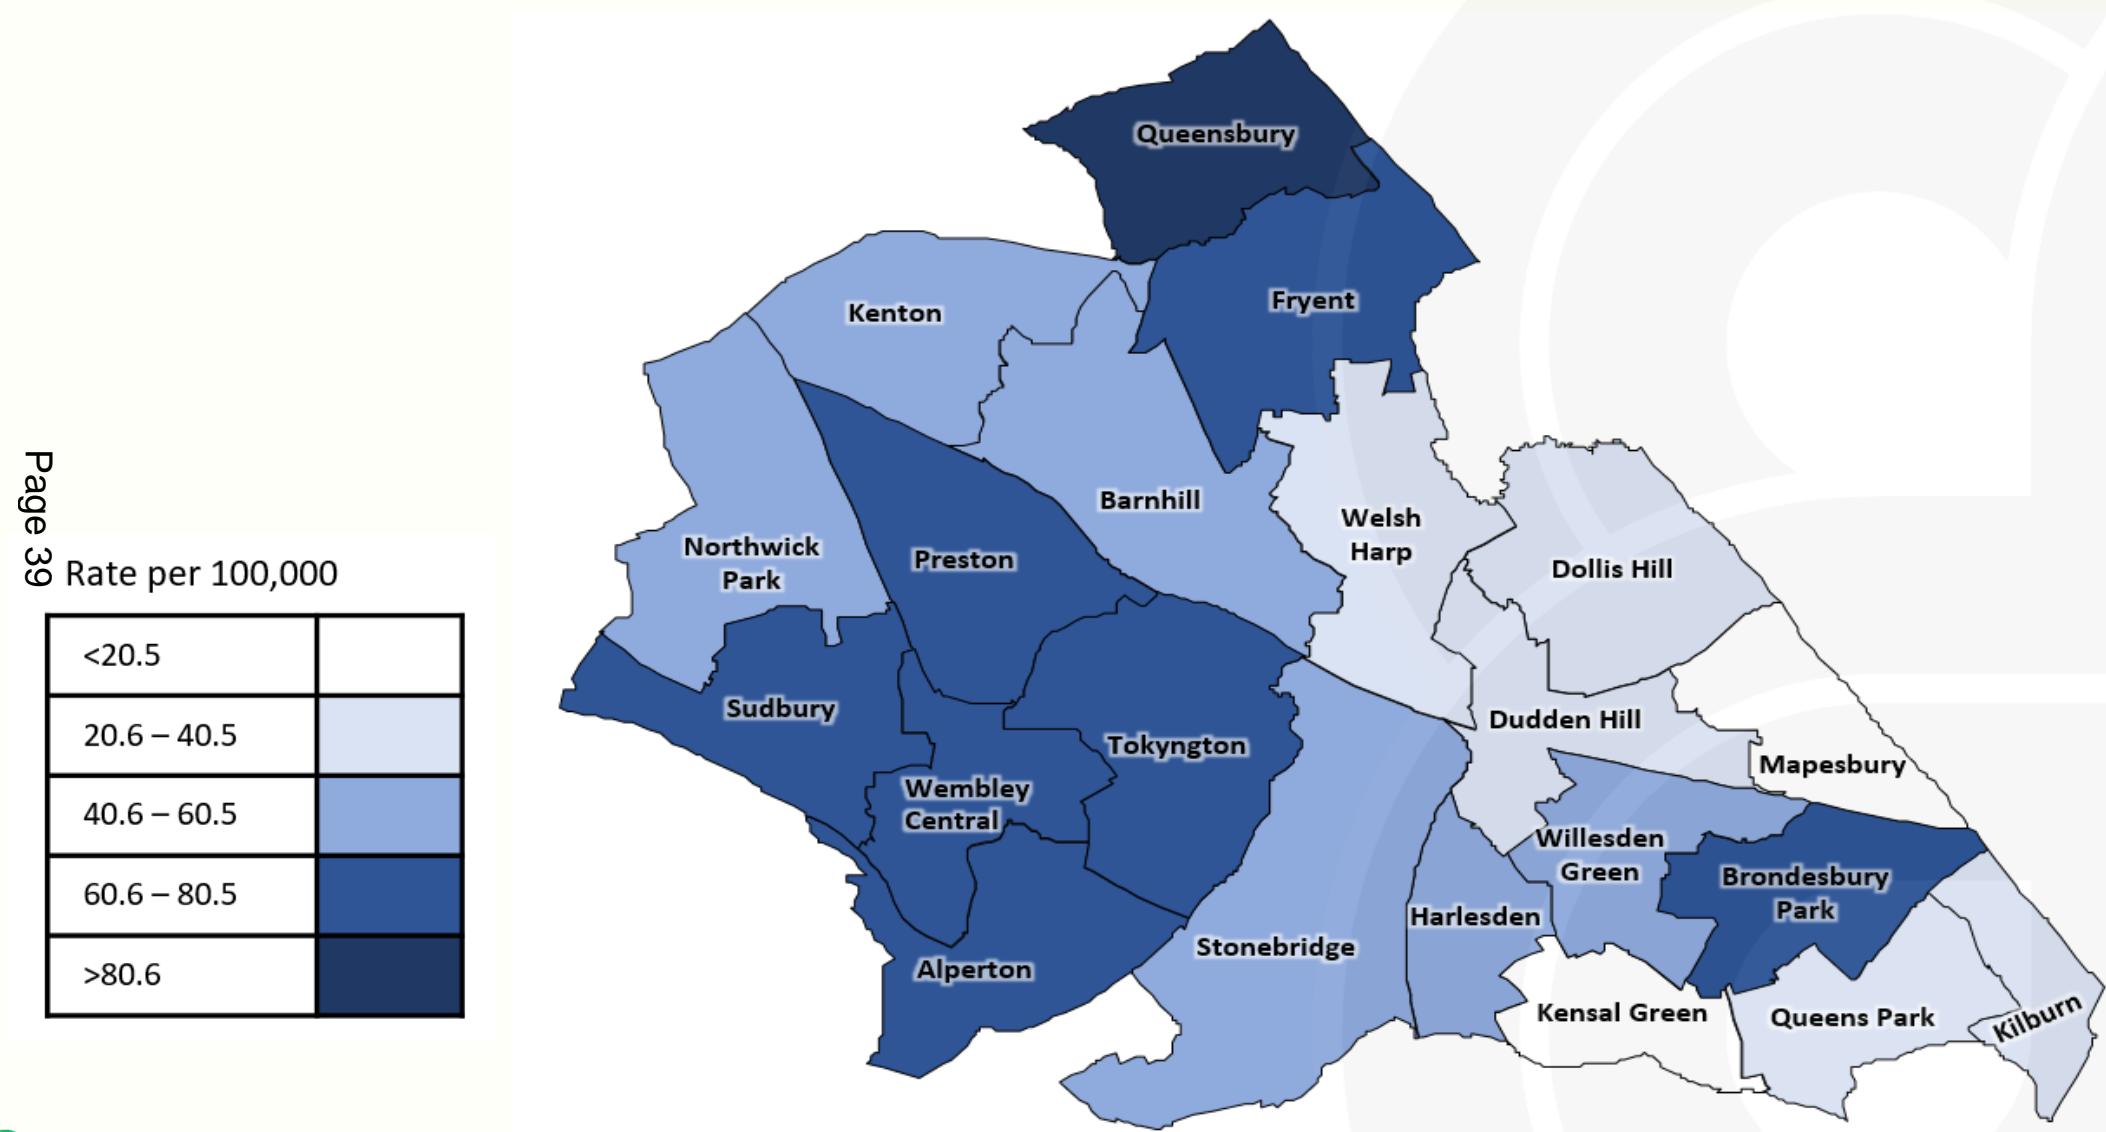 Page 39
Rate per 100,000
<20.5
20.6 – 40.5
40.6 – 60.5
60.6 – 80.5
>80.6
Queensbury
Fryent
Kenton
Barnhill
Welsh
Harp
Northwick
Park
Preston
Dollis Hill
Sudbury
Tokyngton
Dudden Hill
Mapesbury
Wembley
Central
Willesden
Green
Brondesbury
Park
Harlesden
Stonebridge
Alperton
Kensal Green
Queens Park
Kilburn